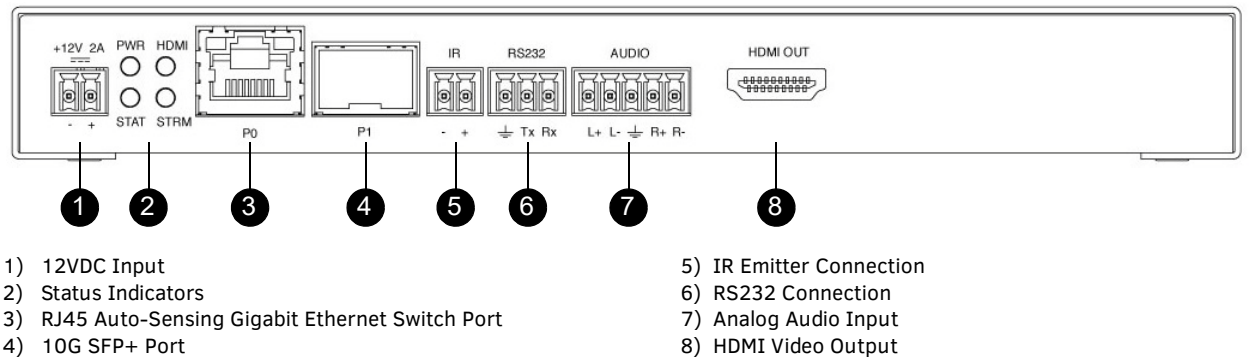 +12V 2A PWR HDMI IR RS232 AUDIO HDMI OUT
- + STAT STRM P0 P1 - + ⏚ Tx Rx L+ L- ⏚ R+ R-
1 2 3 4 5 6 7 8
1) 12VDC Input
2) Status Indicators
3) RJ45 Auto-Sensing Gigabit Ethernet Switch Port
4) 10G SFP+ Port
5) IR Emitter Connection
6) RS232 Connection
7) Analog Audio Input
8) HDMI Video Output